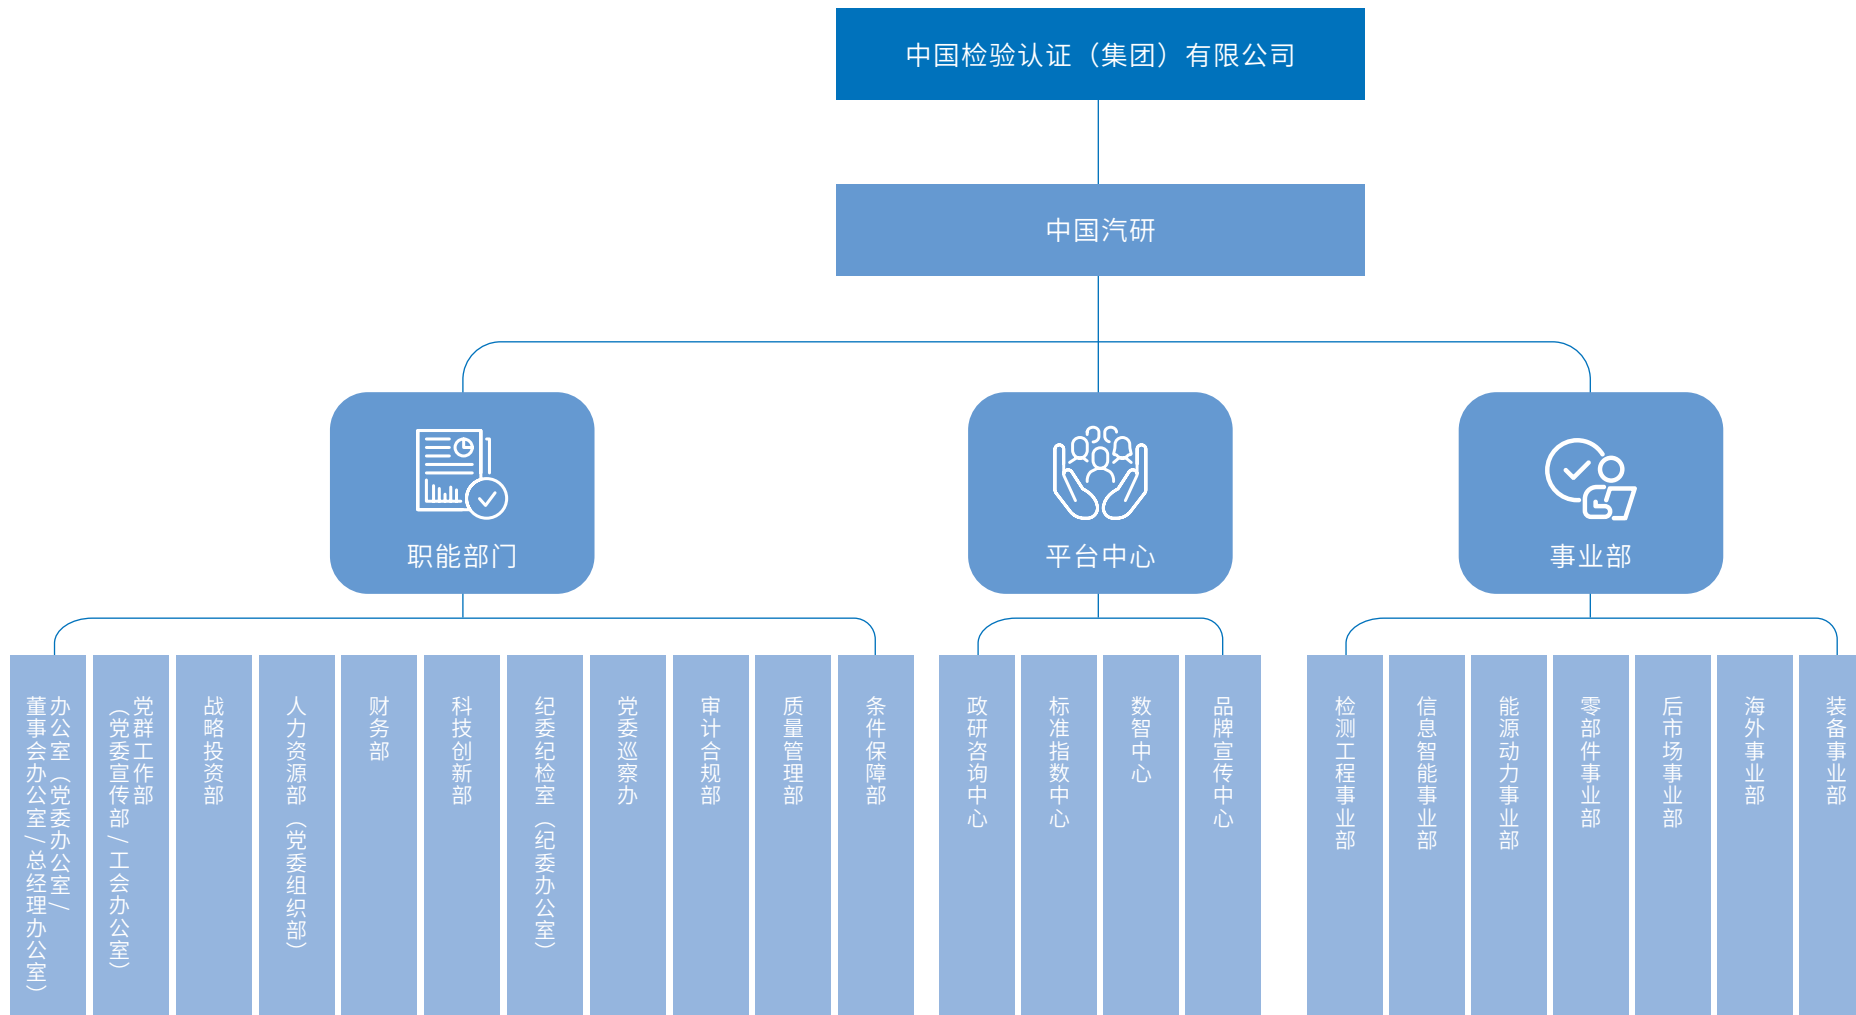 中国检验认证（集团）有限公司
中国汽研
职能部门
平台中心
事业部
办公室（党委办公室/
董事会办公室/总经理办公室）
党群工作部
（党委宣传部/工会办公室）
战略投资部
人力资源部（党委组织部）
财务部
科技创新部
纪委纪检室（纪委办公室）
党委巡察办
审计合规部
质量管理部
条件保障部
政研咨询中心
标准指数中心
数智中心
品牌宣传中心
检测工程事业部
信息智能事业部
能源动力事业部
零部件事业部
后市场事业部
海外事业部
装备事业部